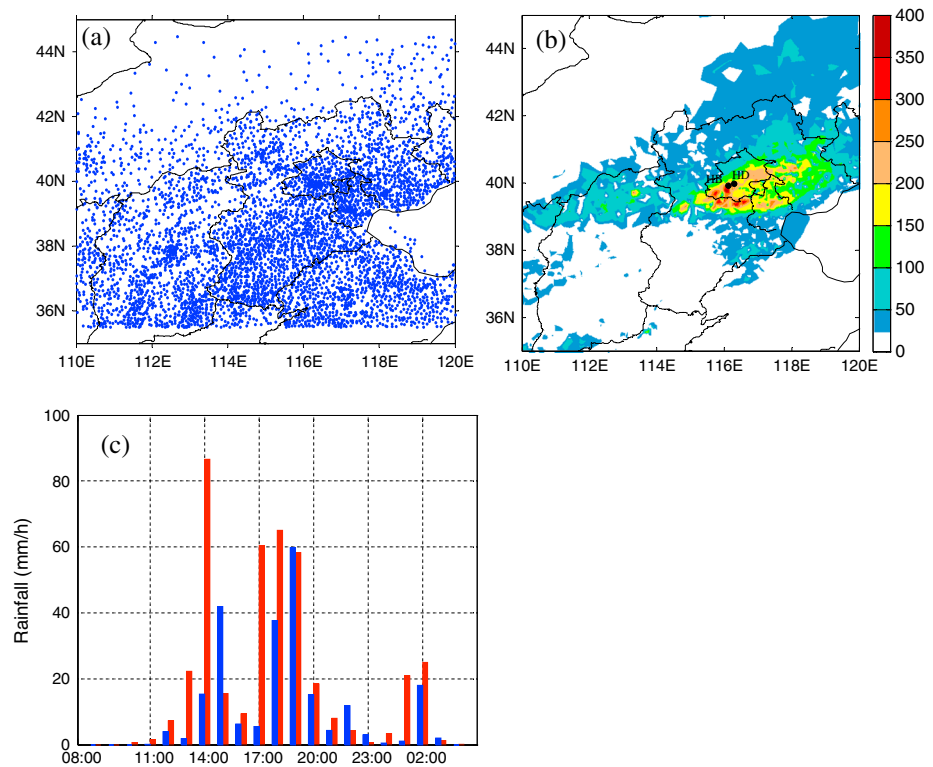 (a)
44N
42N
40N
38N
36N
110E 112E 114E 116E 118E 120E
(b)
44N
42N
40N
38N
36N
110E 112E 114E 116E 118E 120E
HB HD
400
350
300
250
200
150
100
50
0
(c)
100
80
60
40
20
0
Rainfall (mm/h)
08:00 11:00 14:00 17:00 20:00 23:00 02:00